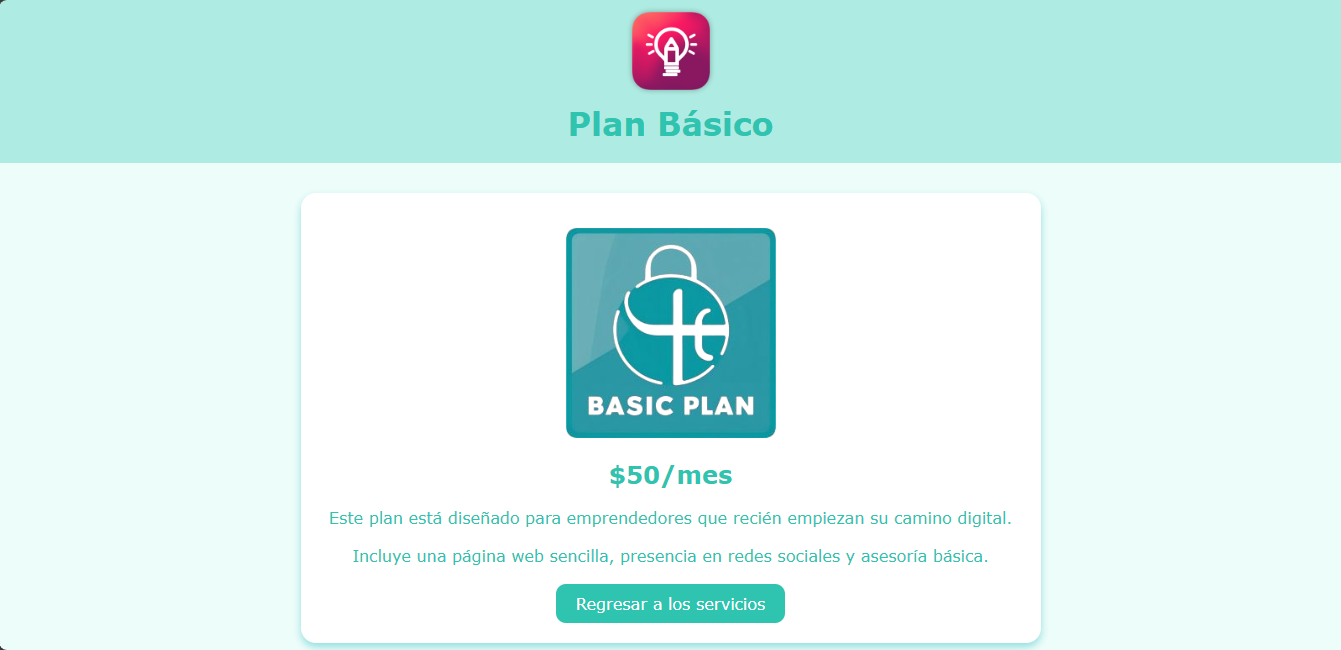 Plan Básico
BASIC PLAN
$50/mes
Este plan está diseñado para emprendedores que recién empiezan su camino digital.
Incluye una página web sencilla, presencia en redes sociales y asesoría básica.
Regresar a los servicios